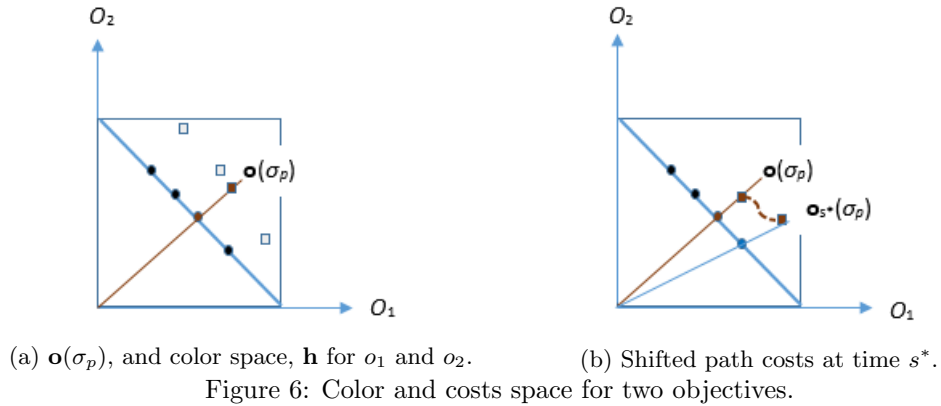 O₂
O₂
o(σₚ)
o(σₚ)
oₛ*(σₚ)
O₁
O₁
(a) o(σₚ), and color space, h for o₁ and o₂.
(b) Shifted path costs at time s*.
Figure 6: Color and costs space for two objectives.